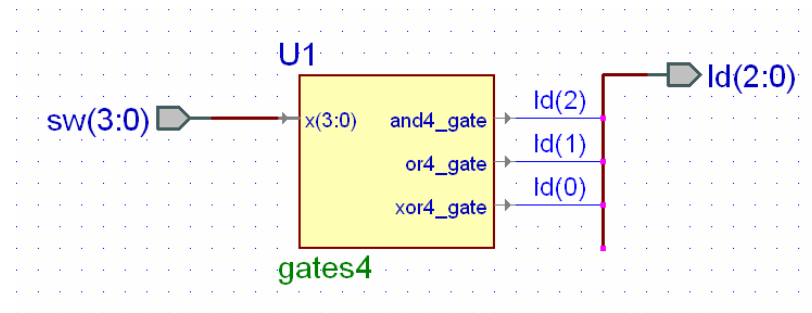 U1
sw(3:0)
x(3:0)
and4_gate
or4_gate
xor4_gate
ld(2)
ld(1)
ld(0)
ld(2:0)
gates4